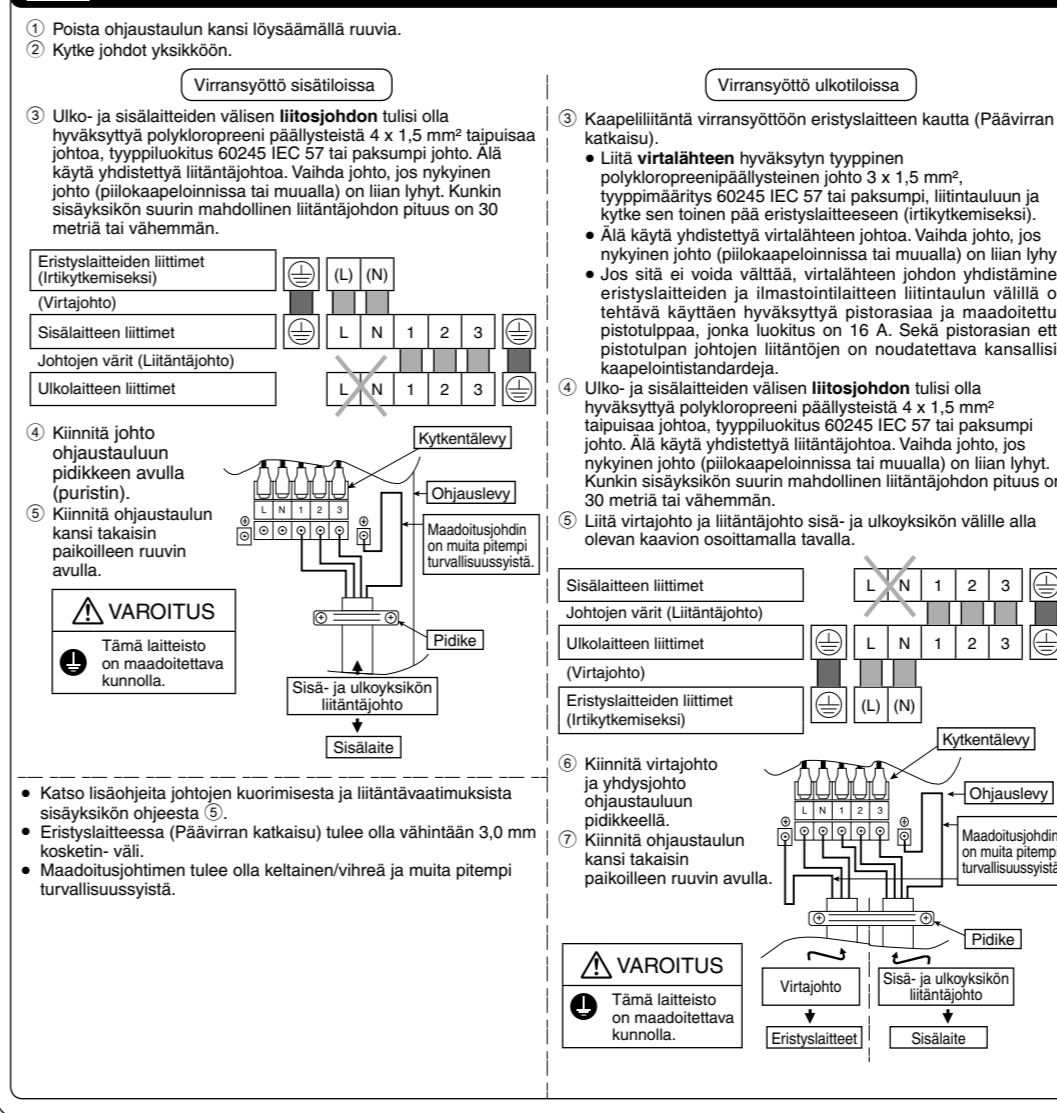 ① Poista ohjaustaulun kansi löysäämällä ruuvia.
② Kytke johdot yksikköön.
Virransyöttö sisätiloissa
③ Ulko- ja sisälaitteiden välisen liitosjohdon tulisi olla
hyväksyttyä polykloropreeni päällysteistä 4 x 1,5 mm² taipuisaa
johtoa, tyyppiluokitus 60245 IEC 57 tai paksumpi johto. Älä
käytä yhdistettyä liitäntäjohtoa. Vaihda johto, jos nykyinen
johto (piilokaapeloinnissa tai muualla) on liian lyhyt. Kunkin
sisäyksikön suurin mahdollinen liitäntäjohdon pituus on 30
metriä tai vähemmän.
Eristyslaitteiden liittimet
(Irtikytkemiseksi)
(L) (N)
(Virtajohto)
Sisälaitteen liittimet
L N 1 2 3
Johtojen värit (Liitäntäjohto)
Ulkolaitteen liittimet
L N 1 2 3
④ Kiinnitä johto
ohjaustauluun
pidikkeen avulla
(puristin).
⑤ Kiinnitä ohjaustaulun
kansi takaisin
paikoilleen ruuvin
avulla.
VAROITUS
Tämä laitteisto
on maadoitettava
kunnolla.
Kytkentälevy
L N 1 2 3
Ohjauslevy
Maadoitusjohdin
on muita pitempi
turvallisuussyistä.
Pidike
Sisä- ja ulkoyksikön
liitäntäjohto
Sisälaite
• Katso lisäohjeita johtojen kuorimisesta ja liitäntävaatimuksista
sisäyksikön ohjeesta ⑤.
• Eristyslaitteessa (Päävirran katkaisu) tulee olla vähintään 3,0 mm
kosketin- väli.
• Maadoitusjohtimen tulee olla keltainen/vihreä ja muita pitempi
turvallisuussyistä.
Virransyöttö ulkotiloissa
③ Kaapeliliitäntä virransyöttöön eristyslaitteen kautta (Päävirran
katkaisu).
• Liitä virtalähteen hyväksytyn tyyppinen
polykloropreenipäällysteinen johto 3 x 1,5 mm²,
tyyppimääritys 60245 IEC 57 tai paksumpi, liitintauluun ja
kytke sen toinen pää eristyslaitteeseen (irtikytkemiseksi).
• Älä käytä yhdistettyä virtalähteen johtoa. Vaihda johto, jos
nykyinen johto (piilokaapeloinnissa tai muualla) on liian lyhy
• Jos sitä ei voida välttää, virtalähteen johdon yhdistämine
eristyslaitteiden ja ilmastointilaitteen liitintaulun välillä o
tehtävä käyttäen hyväksyttyä pistorasiaa ja maadoitettu
pistotulppaa, jonka luokitus on 16 A. Sekä pistorasian ett
pistotulpan johtojen liitäntöjen on noudatettava kansallisi
kaapelointistandardeja.
④ Ulko- ja sisälaitteiden välisen liitosjohdon tulisi olla
hyväksyttyä polykloropreeni päällysteistä 4 x 1,5 mm²
taipuisaa johtoa, tyyppiluokitus 60245 IEC 57 tai paksumpi
johto. Älä käytä yhdistettyä liitäntäjohtoa. Vaihda johto, jos
nykyinen johto (piilokaapeloinnissa tai muualla) on liian lyhyt.
Kunkin sisäyksikön suurin mahdollinen liitäntäjohdon pituus on
30 metriä tai vähemmän.
⑤ Liitä virtajohto ja liitäntäjohto sisä- ja ulkoyksikön välille alla
olevan kaavion osoittamalla tavalla.
Sisälaitteen liittimet
L N 1 2 3
Johtojen värit (Liitäntäjohto)
Ulkolaitteen liittimet
L N 1 2 3
(Virtajohto)
Eristyslaitteiden liittimet
(Irtikytkemiseksi)
(L) (N)
⑥ Kiinnitä virtajohto
ja yhdysjohto
ohjaustauluun
pidikkeellä.
⑦ Kiinnitä ohjaustaulun
kansi takaisin
paikoilleen ruuvin avulla.
VAROITUS
Tämä laitteisto
on maadoitettava
kunnolla.
Kytkentälevy
L N 1 2 3
Ohjauslevy
Maadoitusjohdin
on muita pitempi
turvallisuussyistä
Pidike
Virtajohto
Sisä- ja ulkoyksikön
liitäntäjohto
Eristyslaitteet
Sisälaite